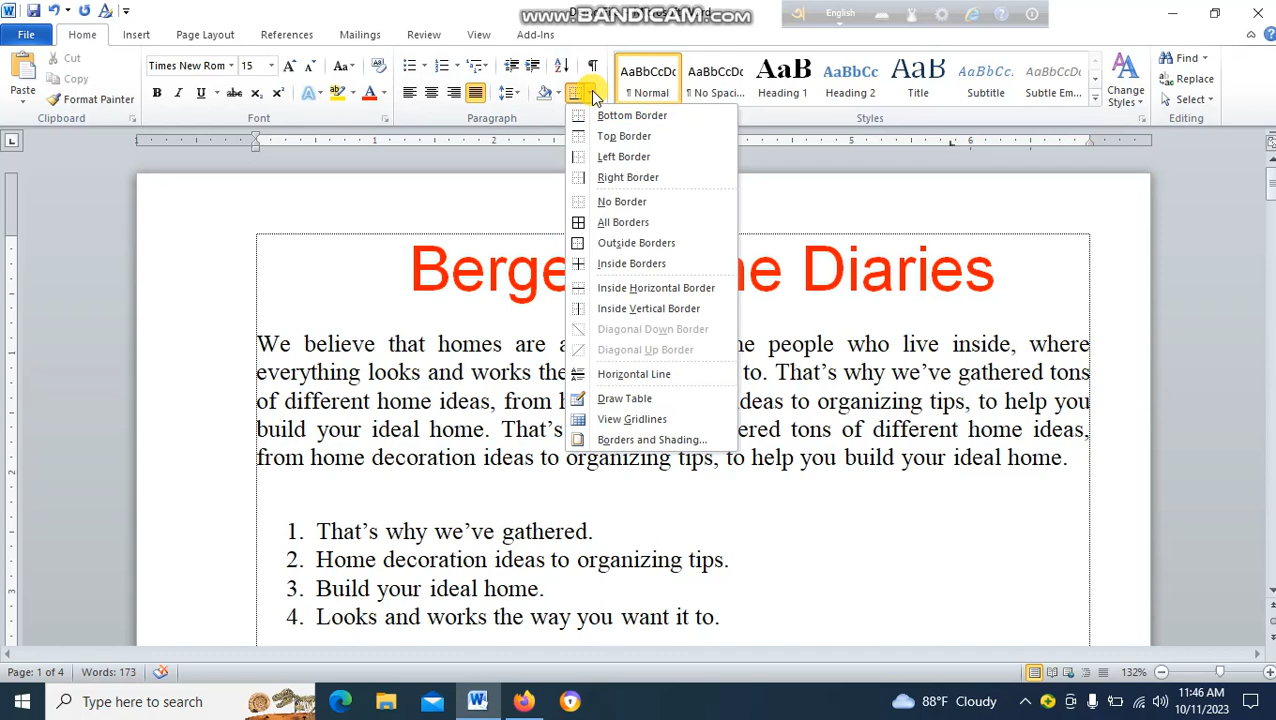 www.BANDICAM.com
English
File
Home
Insert
Page Layout
References
Mailings
Review
View
Add-Ins
Paste
Cut
Copy
Format Painter
Clipboard
Times New Rom
15
Font
Paragraph
AaBbCcDc
¶ Normal
AaBbCcDc
¶ No Spaci...
AaBbC
Heading 1
AaBbCc
Heading 2
AaB
Title
AaBbCc.
Subtitle
AaBbCcDt
Subtle Em...
Change
Styles
Styles
Find
Replace
Select
Editing
Bottom Border
Top Border
Left Border
Right Border
No Border
All Borders
Outside Borders
Inside Borders
Inside Horizontal Border
Inside Vertical Border
Diagonal Down Border
Diagonal Up Border
Horizontal Line
Draw Table
View Gridlines
Borders and Shading...
Berge me Diaries
We believe that homes are a ne people who live inside, where
everything looks and works the to. That’s why we’ve gathered tons
of different home ideas, from h ideas to organizing tips, to help you
build your ideal home. That’s ered tons of different home ideas,
from home decoration ideas to organizing tips, to help you build your ideal home.
1. That’s why we’ve gathered.
2. Home decoration ideas to organizing tips.
3. Build your ideal home.
4. Looks and works the way you want it to.
Page: 1 of 4
Words: 173
132%
Type here to search
88°F Cloudy
11:46 AM
10/11/2023